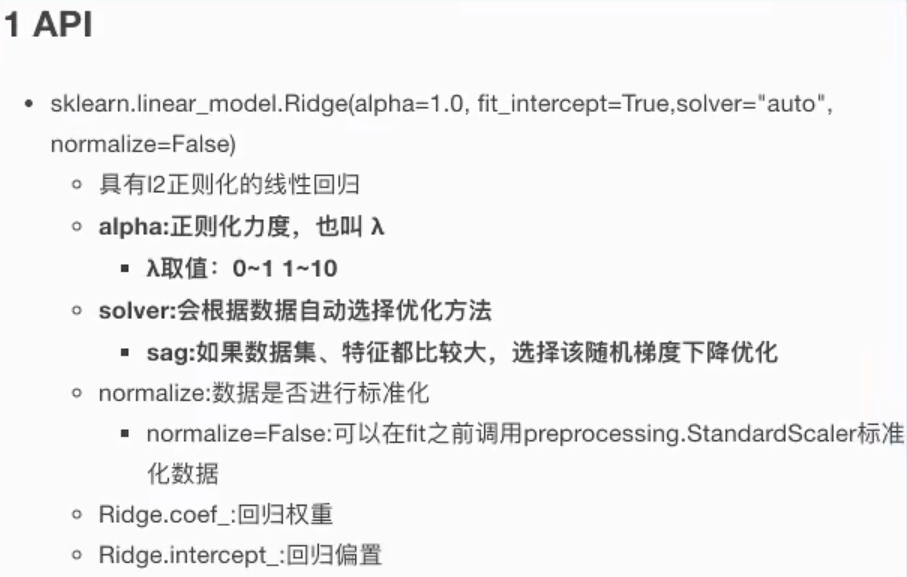 1 API
sklearn.linear_model.Ridge(alpha=1.0, fit_intercept=True,solver="auto",
normalize=False)
具有l2正则化的线性回归
alpha:正则化力度，也叫 λ
λ取值：0~1 1~10
solver:会根据数据自动选择优化方法
sag:如果数据集、特征都比较大，选择该随机梯度下降优化
normalize:数据是否进行标准化
normalize=False:可以在fit之前调用preprocessing.StandardScaler标准
化数据
Ridge.coef_:回归权重
Ridge.intercept_:回归偏置